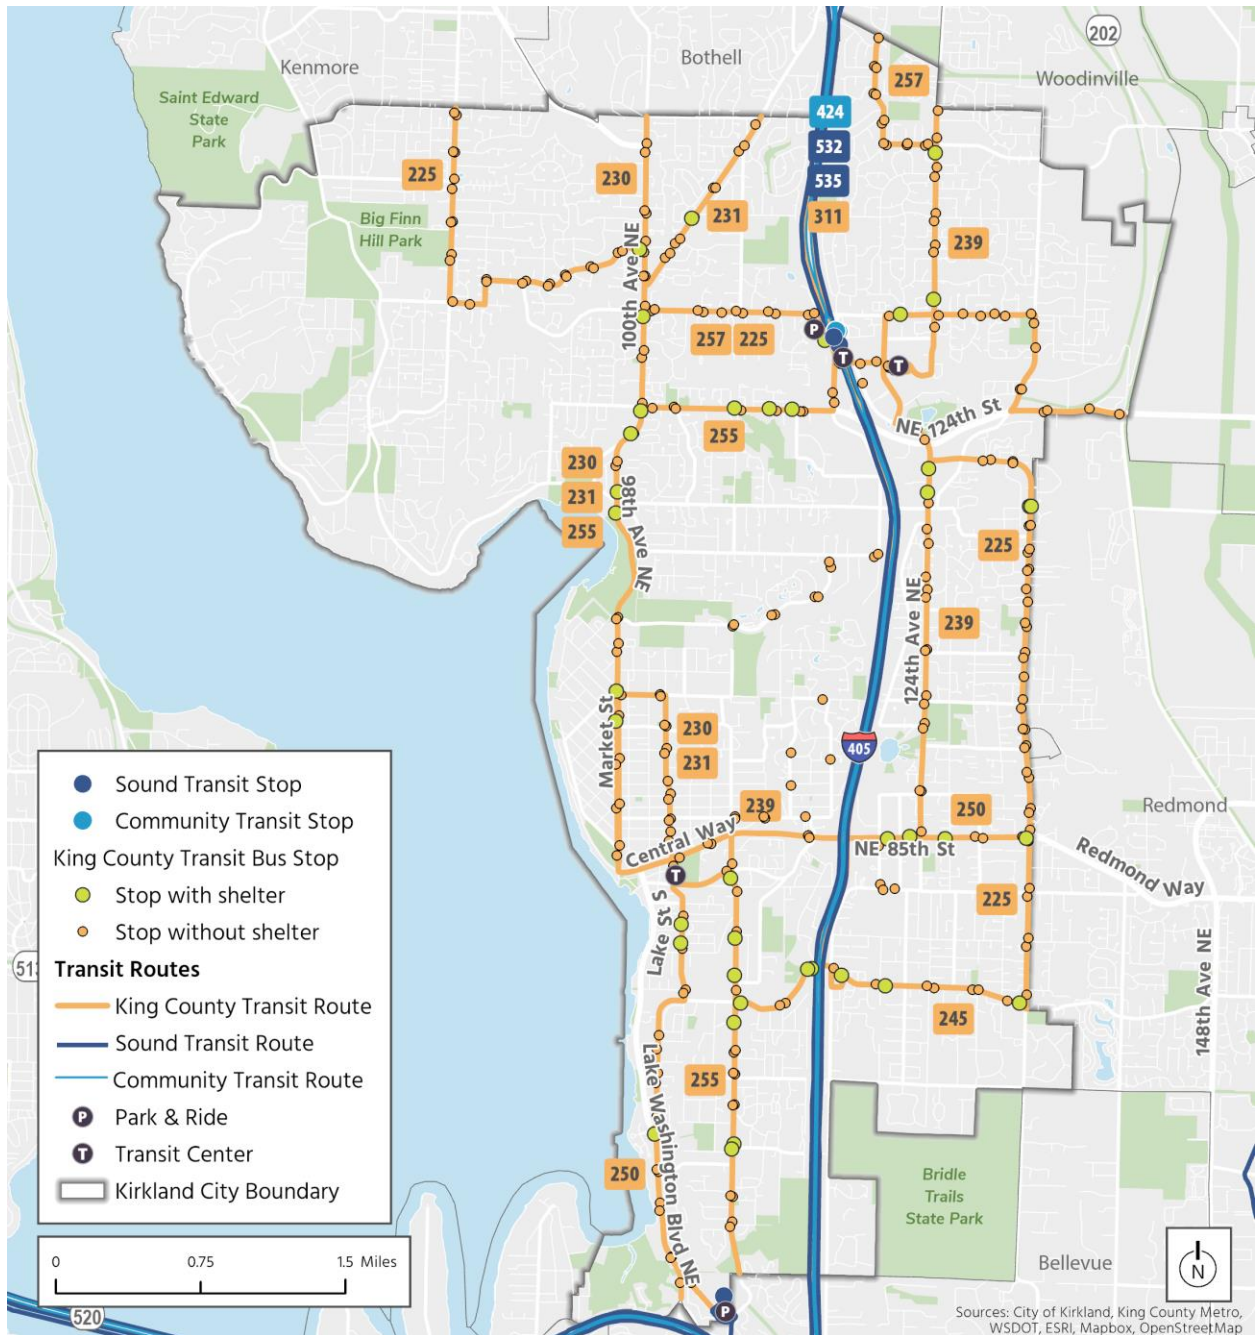 202
Kenmore
Bothell
Woodinville
257
Saint Edward
State
Park
424
532
535
311
225
230
231
239
Big Finn
Hill Park
100th Ave NE
P
257
225
T
T
255
NE 124th St
230
231
255
98th Ave NE
225
124th Ave NE
239
Market St
230
231
405
239
250
Redmond
Central Way
NE 85th St
Redmond Way
T
225
Lake St S
148th Ave NE
245
Lake Washington Blvd NE
255
250
Bridle
Trails
State Park
Bellevue
P
513
520
Sound Transit Stop
Community Transit Stop
King County Transit Bus Stop
Stop with shelter
Stop without shelter
Transit Routes
King County Transit Route
Sound Transit Route
Community Transit Route
P Park & Ride
T Transit Center
Kirkland City Boundary
0 0.75 1.5 Miles
N
Sources: City of Kirkland, King County Metro,
WSDOT, ESRI, Mapbox, OpenStreetMap